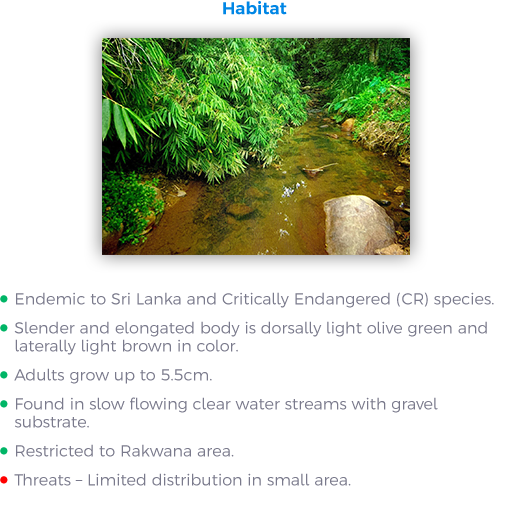 Habitat
Endemic to Sri Lanka and Critically Endangered (CR) species.
Slender and elongated body is dorsally light olive green and
laterally light brown in color.
Adults grow up to 5.5cm.
Found in slow flowing clear water streams with gravel
substrate.
Restricted to Rakwana area.
Threats – Limited distribution in small area.